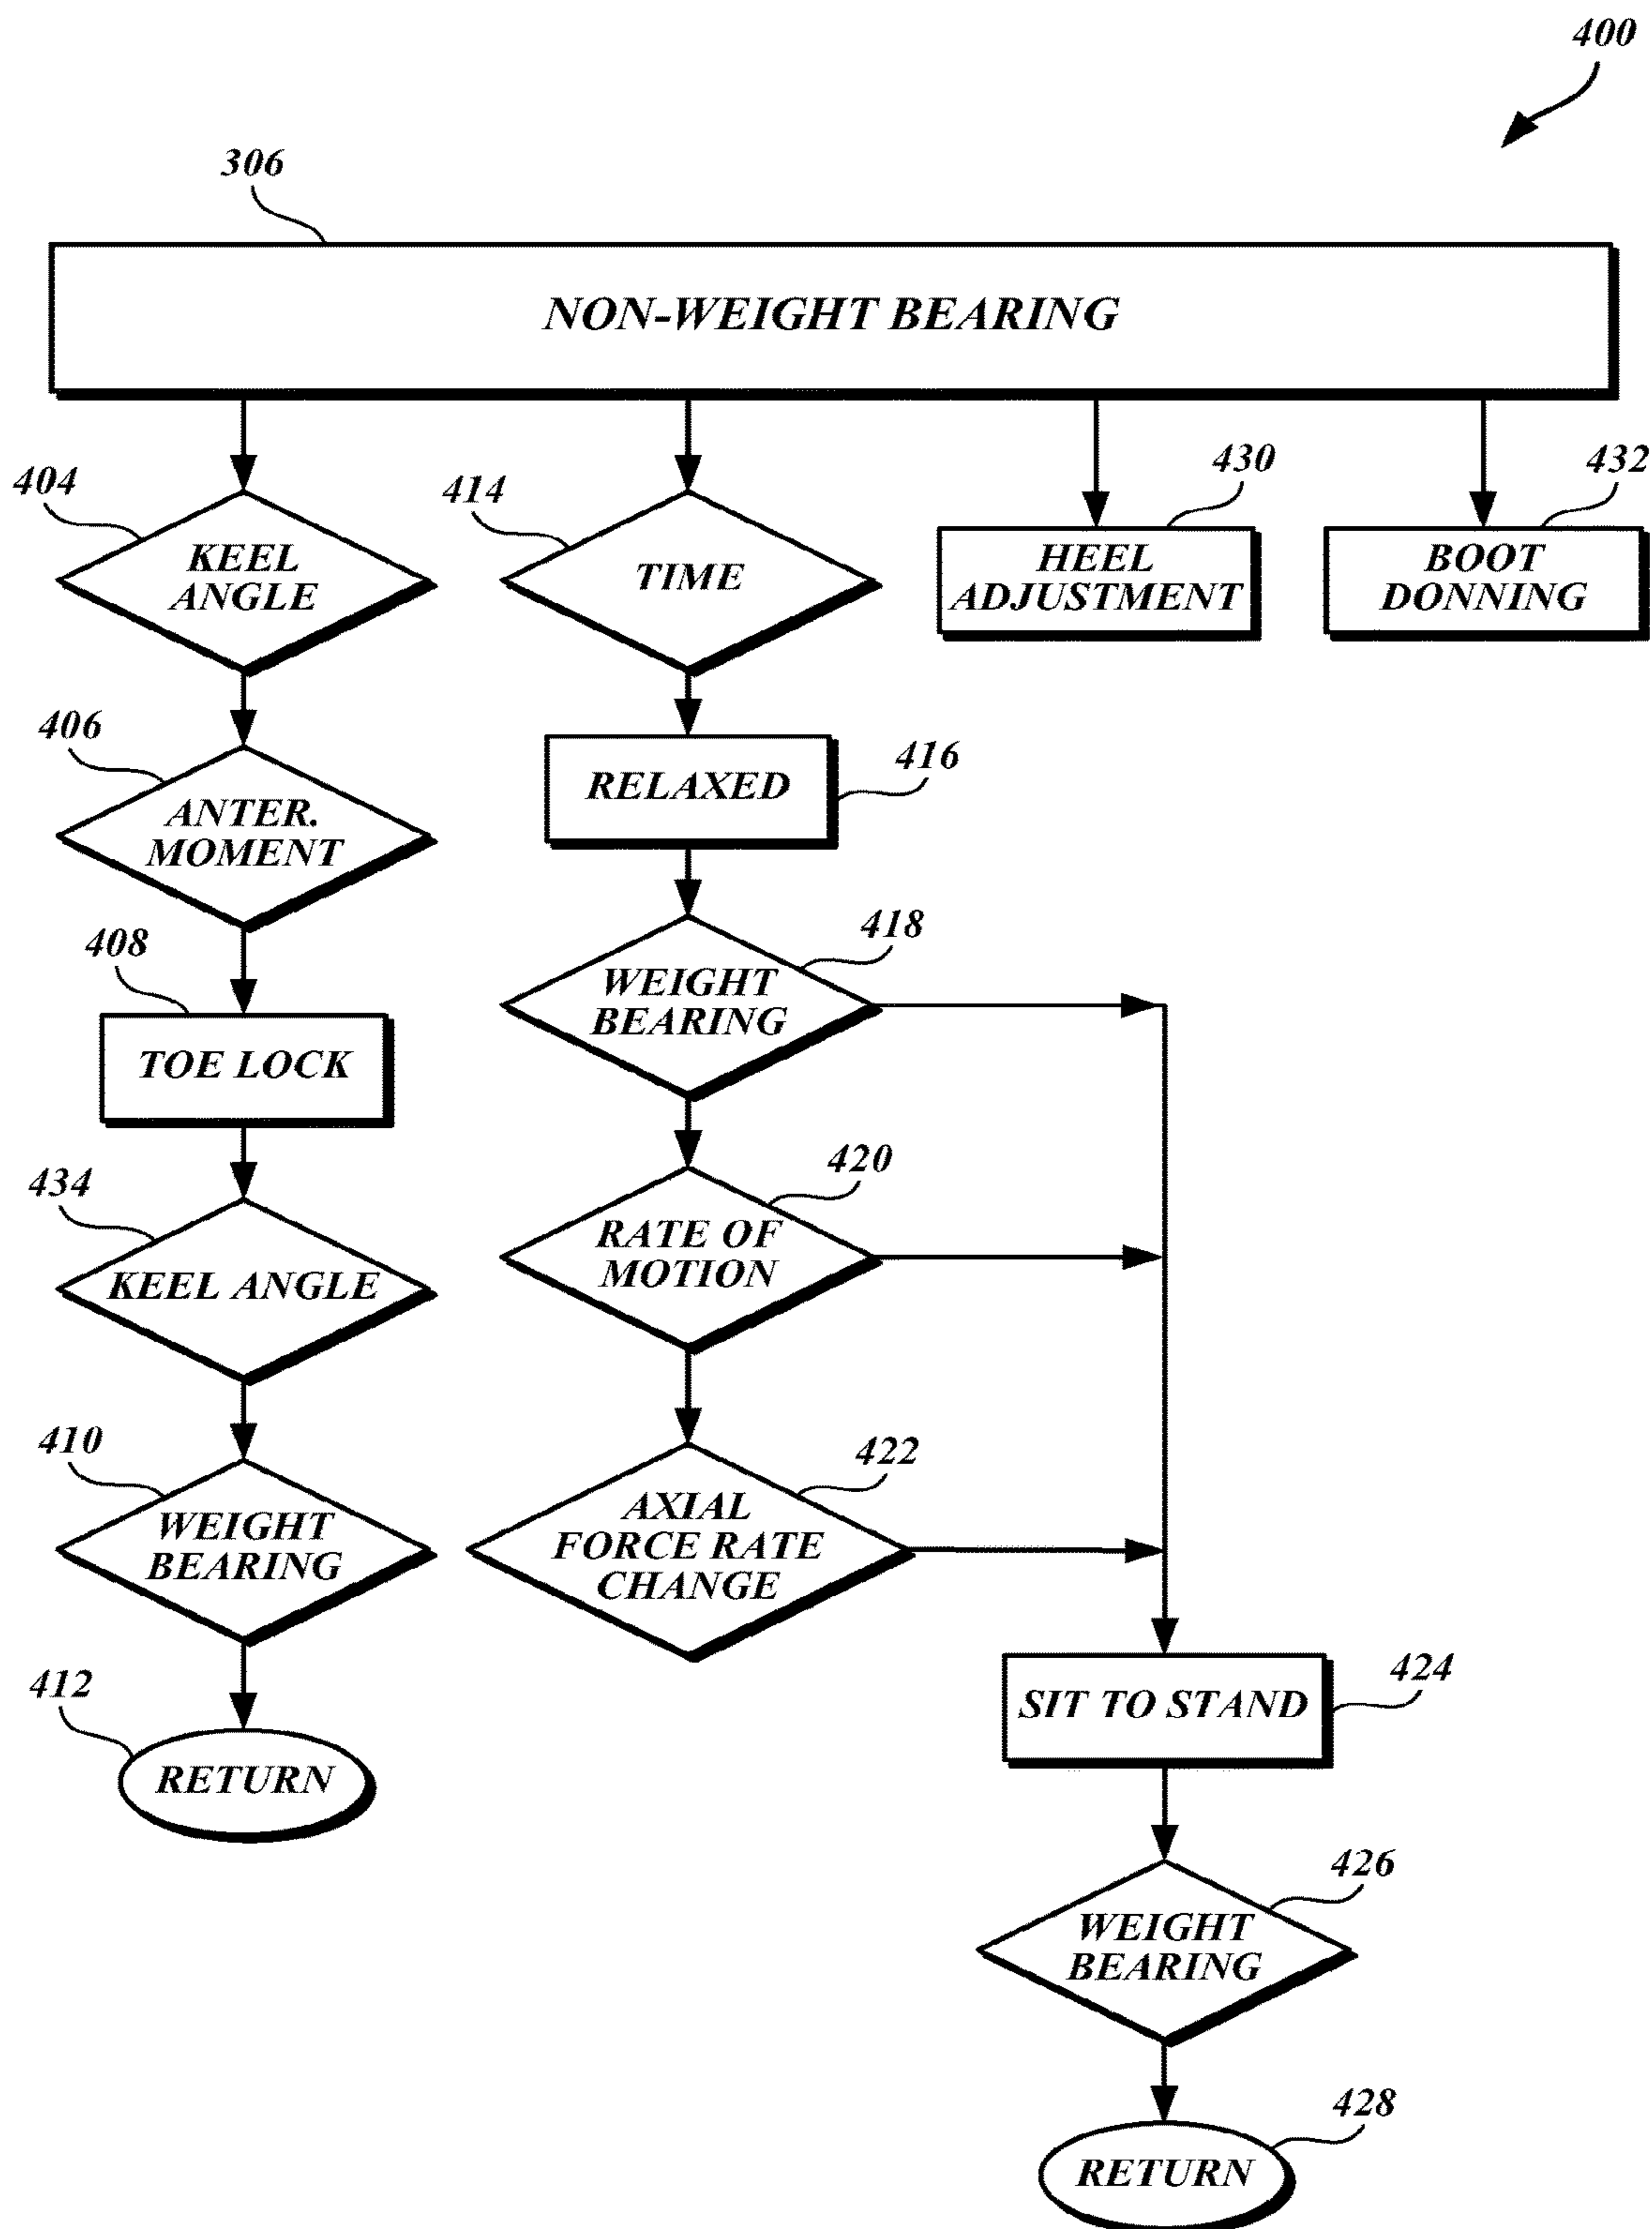 400
306
NON-WEIGHT BEARING
404
KEEL
ANGLE
414
TIME
430
HEEL
ADJUSTMENT
432
BOOT
DONNING
406
ANTER.
MOMENT
RELAXED
416
408
TOE LOCK
418
WEIGHT
BEARING
434
KEEL ANGLE
420
RATE OF
MOTION
410
WEIGHT
BEARING
422
AXIAL
FORCE RATE
CHANGE
412
RETURN
SIT TO STAND
424
426
WEIGHT
BEARING
428
RETURN